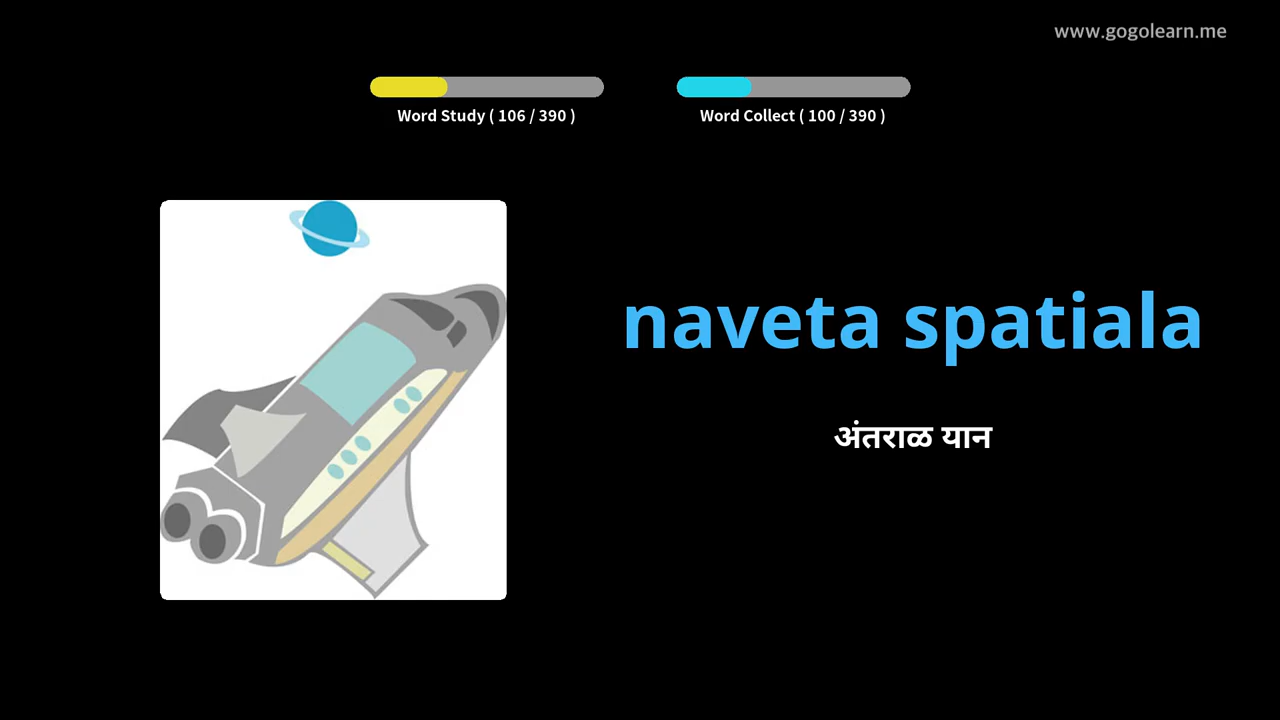 www.gogolearn.me
Word Study ( 106 / 390 )
Word Collect ( 100 / 390 )
naveta spatiala
अंतराळ यान